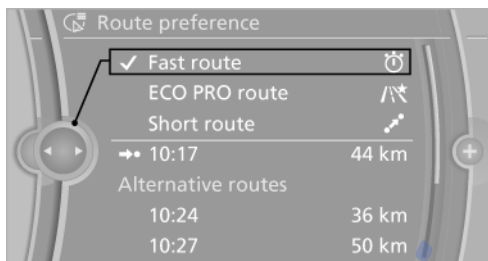 Route preference
Fast route
ECO PRO route
Short route
10:17 44 km
Alternative routes
10:24 36 km
10:27 50 km